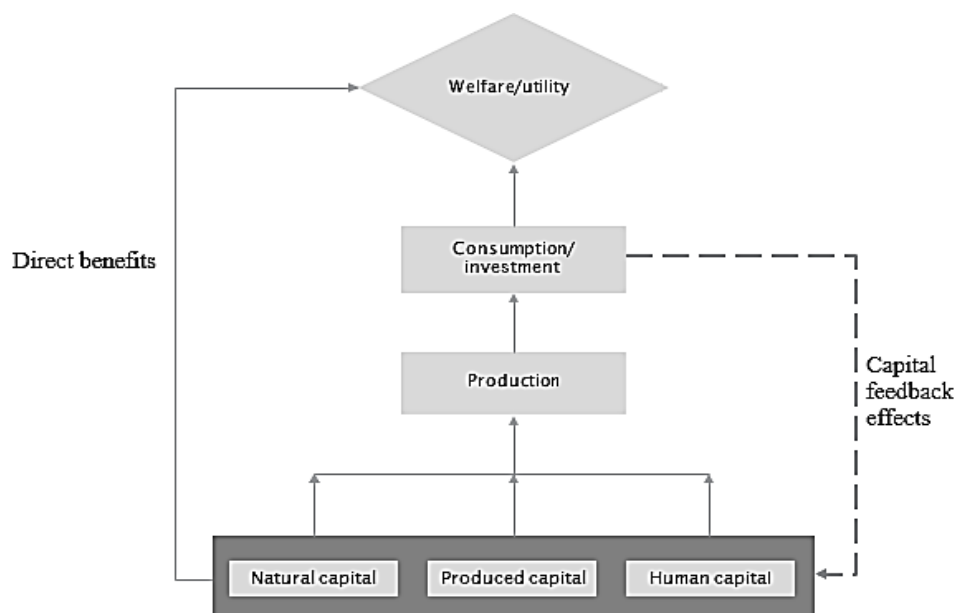 Welfare/utility
Direct benefits
Consumption/
investment
Production
Capital
feedback
effects
Natural capital
Produced capital
Human capital